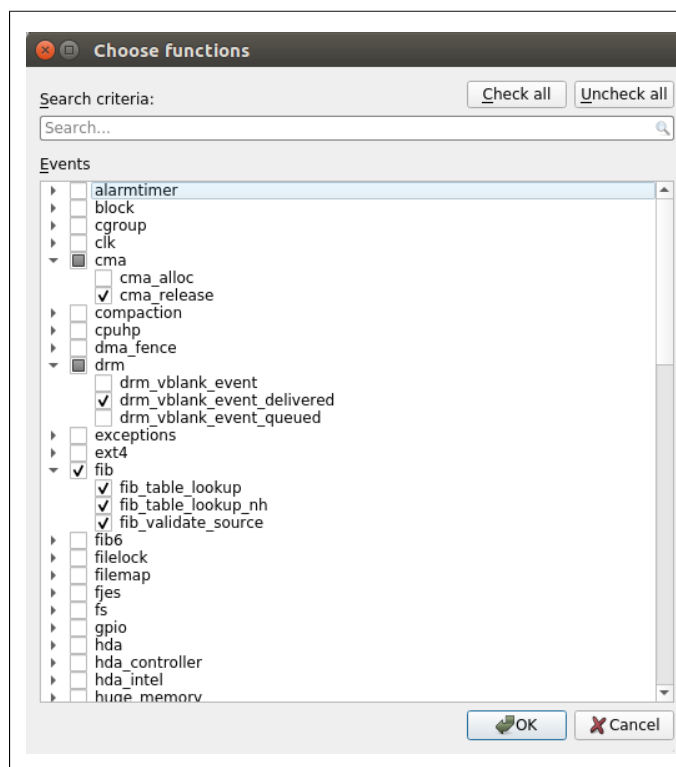 Choose functions
Search criteria:
Check all
Uncheck all
Search...
Events
alarmtimer
block
cgroup
clk
cma
cma_alloc
cma_release
compaction
cpuhp
dma_fence
drm
drm_vblank_event
drm_vblank_event_delivered
drm_vblank_event_queued
exceptions
ext4
fib
fib_table_lookup
fib_table_lookup_nh
fib_validate_source
fib6
filelock
filemap
fjes
fs
gpio
hda
hda_controller
hda_intel
huge_memory
OK
Cancel